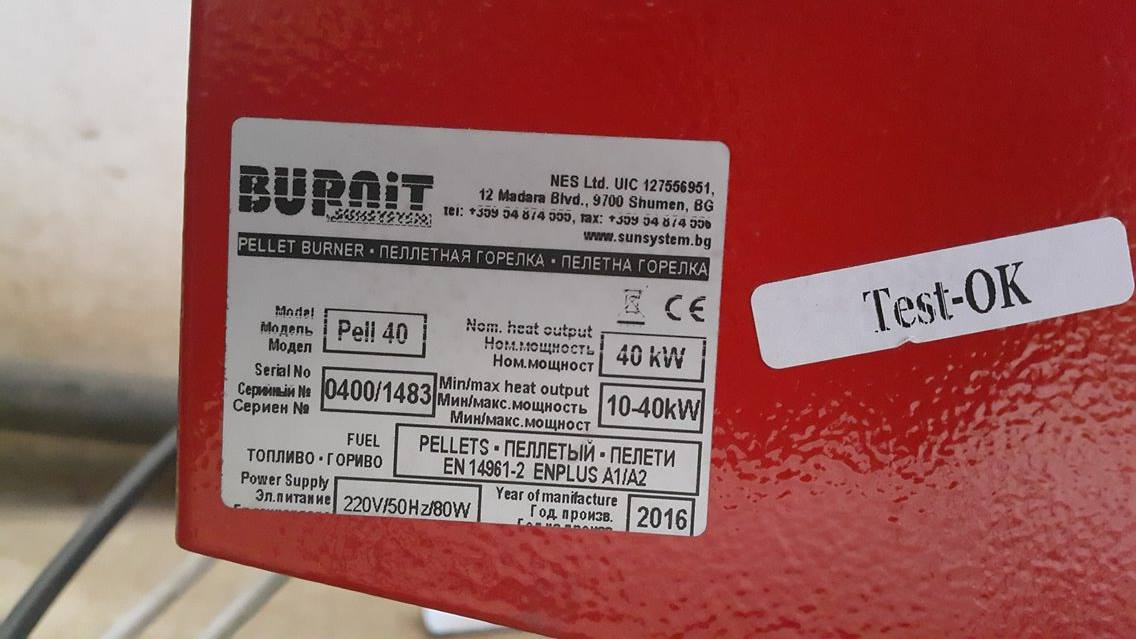 BURNiT
SUNSYSTEM
NES Ltd. UIC 127556951,
12 Madara Blvd., 9700 Shumen, BG
tel: +359 54 874 555, fax: +359 54 874 556
www.sunsystem.bg
PELLET BURNER • ПЕЛЛЕТНАЯ ГОРЕЛКА • ПЕЛЕТНА ГОРЕЛКА
CE
Model
Модель
Модел
Pell 40
Nom. heat output
Ном.мощность
Ном.мощност
40 kW
Serial No
Серийный №
Сериен №
0400/1483
Min/max heat output
Мин/макс.мощность
Мин/макс.мощност
10-40kW
FUEL
ТОПЛИВО • ГОРИВО
PELLETS • ПЕЛЛЕТЫЙ • ПЕЛЕТИ
EN 14961-2 ENPLUS A1/A2
Power Supply
Эл.питание
220V/50Hz/80W
Year of manifacture
Год. произв.
2016
Test-OK